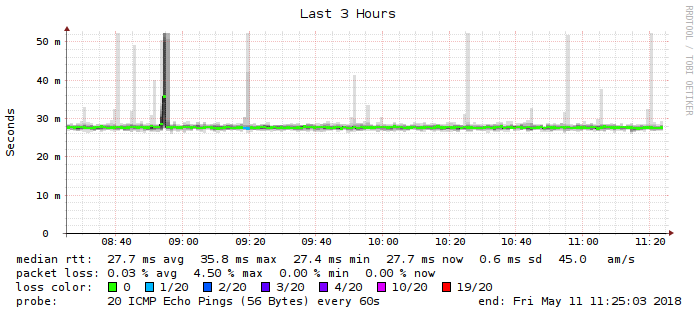 Last 3 Hours
RRDTOOL / TOBI OETIKER
Seconds
50 m
40 m
30 m
20 m
10 m
0
08:40 09:00 09:20 09:40 10:00 10:20 10:40 11:00 11:20
median rtt: 27.7 ms avg 35.8 ms max 27.4 ms min 27.7 ms now 0.6 ms sd 45.0 am/s
packet loss: 0.03 % avg 4.50 % max 0.00 % min 0.00 % now
loss color: 0 1/20 2/20 3/20 4/20 10/20 19/20
probe: 20 ICMP Echo Pings (56 Bytes) every 60s end: Fri May 11 11:25:03 2018